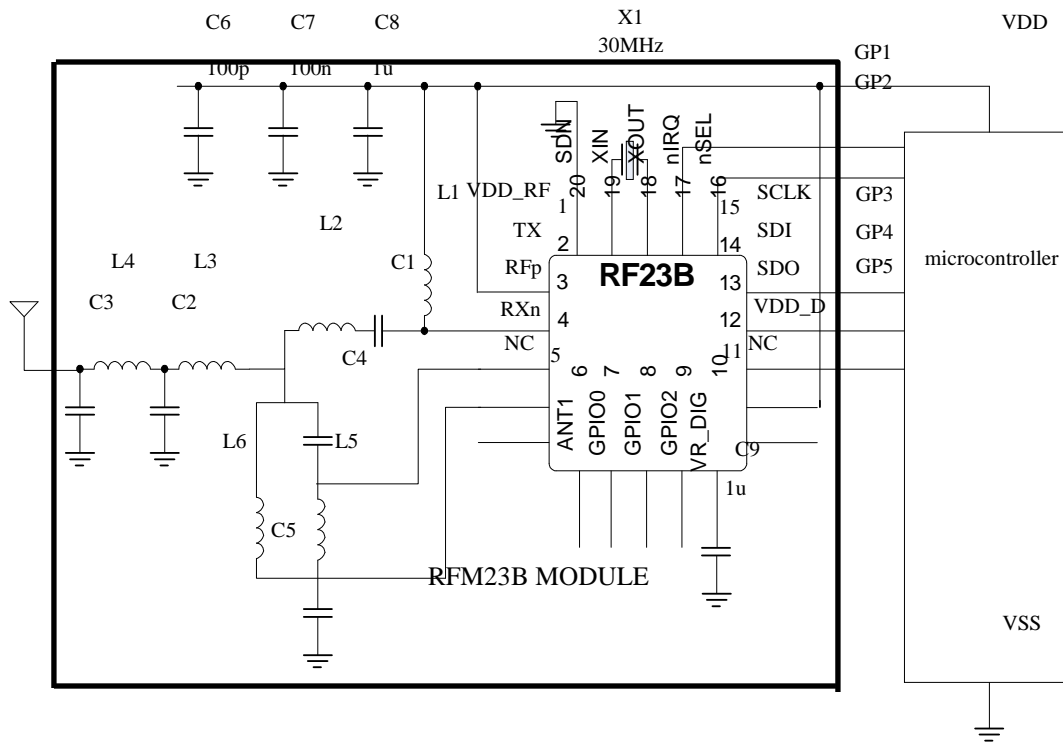 C6 C7 C8 X1 VDD
30MHz
GP1
100p 100n 1u
GP2
SDN XIN XOUT nIRQ nSEL
20 19 18 17 16
L1 VDD_RF 1 15 SCLK GP3
L2 TX 2 14 SDI GP4
L4 L3 C1 RFp 3 RF23B 13 SDO GP5 microcontroller
C3 C2 RXn 4 12 VDD_D
C4 NC 5 11 NC
6 7 8 9 10
ANT1 GPIO0 GPIO1 GPIO2 VR_DIG
L6 L5 C9
1u
C5
RFM23B MODULE
VSS